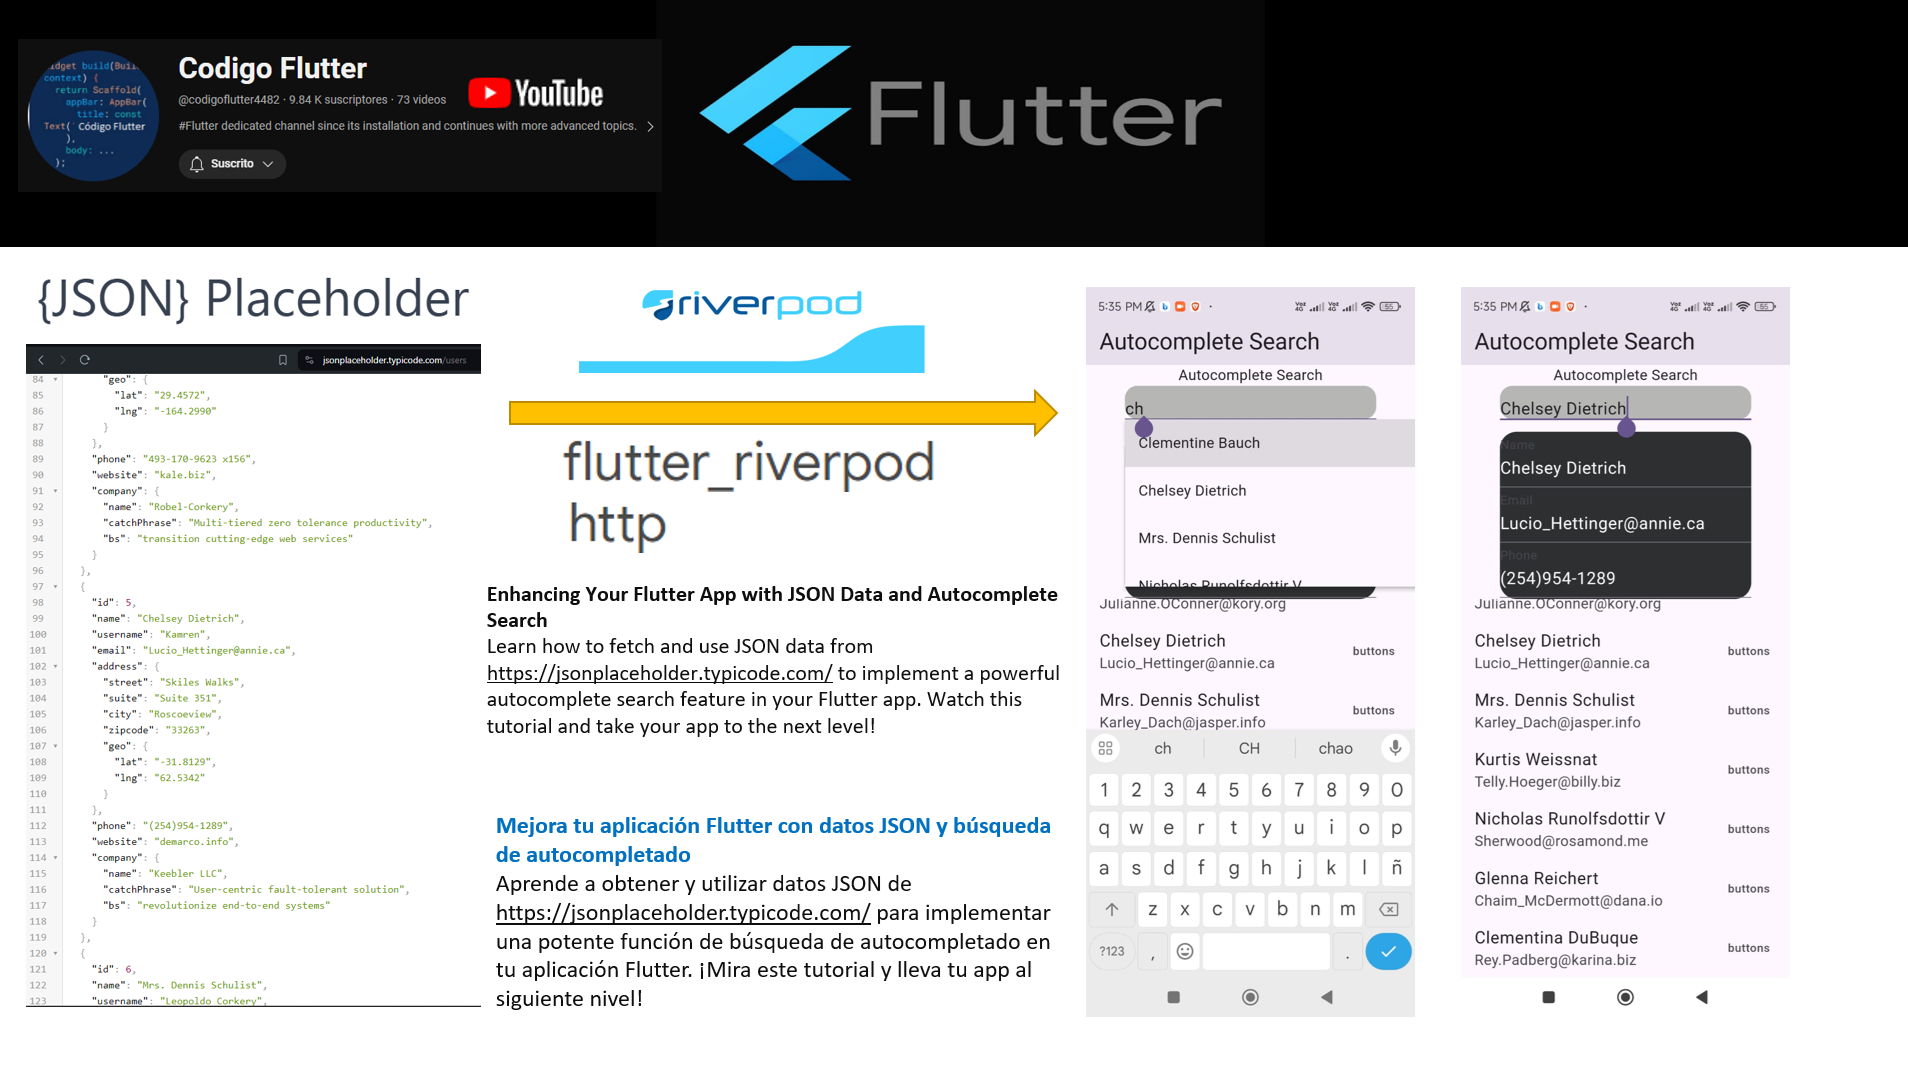 idget build(Buil
context) {
return Scaffold(
appBar: AppBar(
title: const
Text( Código Flutter
),
body: ...
);
Codigo Flutter
@codigoflutter4482 · 9.84 K suscriptores · 73 videos
YouTube
#Flutter dedicated channel since its installation and continues with more advanced topics.
Suscrito
Flutter
{JSON} Placeholder
jsonplaceholder.typicode.com/users
84 "geo": {
85 "lat": "29.4572",
86 "lng": "-164.2990"
87 }
88 },
89 "phone": "493-170-9623 x156",
90 "website": "kale.biz",
91 "company": {
92 "name": "Robel-Corkery",
93 "catchPhrase": "Multi-tiered zero tolerance productivity",
94 "bs": "transition cutting-edge web services"
95 }
96 },
97 {
98 "id": 5,
99 "name": "Chelsey Dietrich",
100 "username": "Kamren",
101 "email": "Lucio_Hettinger@annie.ca",
102 "address": {
103 "street": "Skiles Walks",
104 "suite": "Suite 351",
105 "city": "Roscoeview",
106 "zipcode": "33263",
107 "geo": {
108 "lat": "-31.8129",
109 "lng": "62.5342"
110 }
111 },
112 "phone": "(254)954-1289",
113 "website": "demarco.info",
114 "company": {
115 "name": "Keebler LLC",
116 "catchPhrase": "User-centric fault-tolerant solution",
117 "bs": "revolutionize end-to-end systems"
118 }
119 },
120 {
121 "id": 6,
122 "name": "Mrs. Dennis Schulist",
123 "username": "Leopoldo_Corkery",
riverpod
flutter_riverpod
http
Enhancing Your Flutter App with JSON Data and Autocomplete
Search
Learn how to fetch and use JSON data from
https://jsonplaceholder.typicode.com/ to implement a powerful
autocomplete search feature in your Flutter app. Watch this
tutorial and take your app to the next level!
Mejora tu aplicación Flutter con datos JSON y búsqueda
de autocompletado
Aprende a obtener y utilizar datos JSON de
https://jsonplaceholder.typicode.com/ para implementar
una potente función de búsqueda de autocompletado en
tu aplicación Flutter. ¡Mira este tutorial y lleva tu app al
siguiente nivel!
5:35 PM
Autocomplete Search
Autocomplete Search
ch
Clementine Bauch
Chelsey Dietrich
Mrs. Dennis Schulist
Nicholas Runolfsdottir V
Julianne.OConner@kory.org
Chelsey Dietrich
Lucio_Hettinger@annie.ca
buttons
Mrs. Dennis Schulist
Karley_Dach@jasper.info
buttons
ch CH chao
1 2 3 4 5 6 7 8 9 0
q w e r t y u i o p
a s d f g h j k l ñ
z x c v b n m
?123 , .
5:35 PM
Autocomplete Search
Autocomplete Search
Chelsey Dietrich
Name
Chelsey Dietrich
Email
Lucio_Hettinger@annie.ca
Phone
(254)954-1289
Julianne.OConner@kory.org
Chelsey Dietrich
Lucio_Hettinger@annie.ca
buttons
Mrs. Dennis Schulist
Karley_Dach@jasper.info
buttons
Kurtis Weissnat
Telly.Hoeger@billy.biz
buttons
Nicholas Runolfsdottir V
Sherwood@rosamond.me
buttons
Glenna Reichert
Chaim_McDermott@dana.io
buttons
Clementina DuBuque
Rey.Padberg@karina.biz
buttons